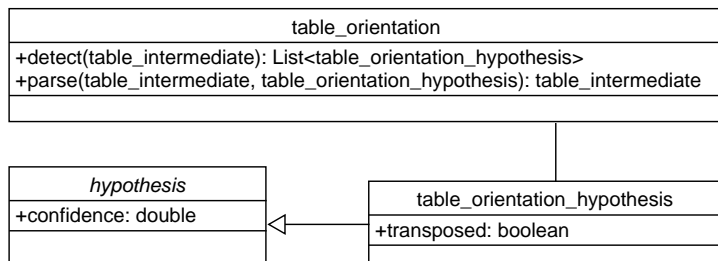 table_orientation
+detect(table_intermediate): List<table_orientation_hypothesis>
+parse(table_intermediate, table_orientation_hypothesis): table_intermediate
hypothesis
+confidence: double
table_orientation_hypothesis
+transposed: boolean